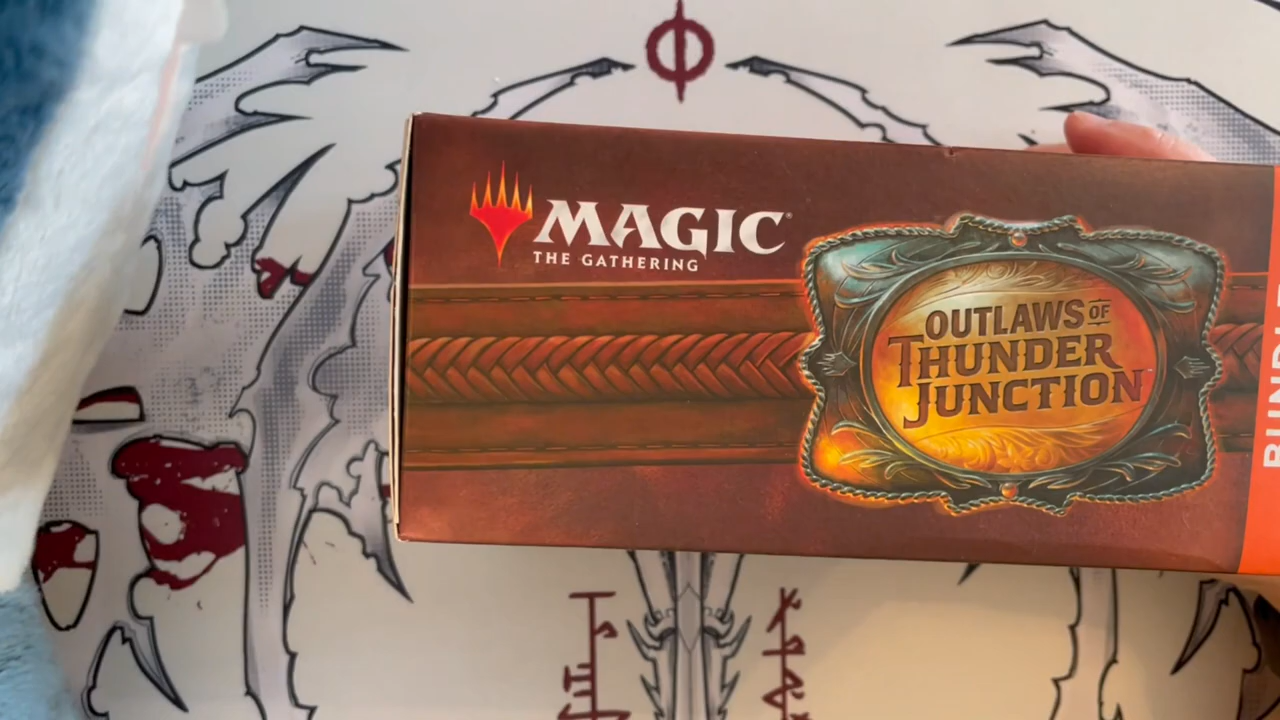 MAGIC
THE GATHERING
OUTLAWS OF
THUNDER
JUNCTION